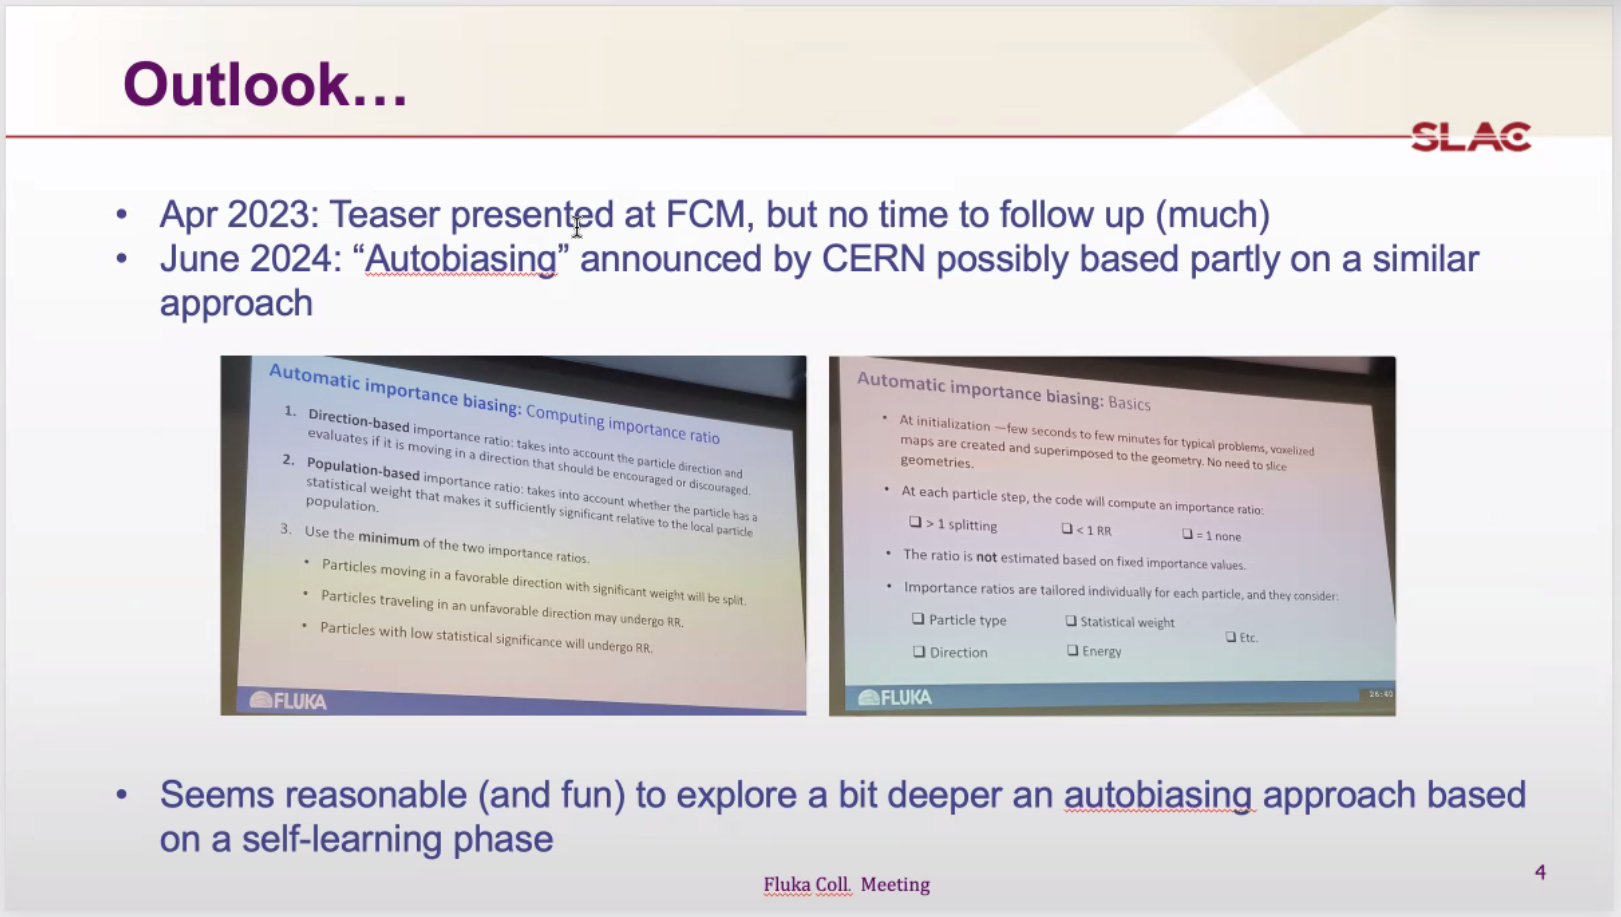 Outlook…
SLAC
• Apr 2023: Teaser presented at FCM, but no time to follow up (much)
• June 2024: “Autobiasing” announced by CERN possibly based partly on a similar
approach
Automatic importance biasing: Computing importance ratio
1. Direction-based importance ratio: takes into account the particle direction and
evaluates if it is moving in a direction that should be encouraged or discouraged.
2. Population-based importance ratio: takes into account whether the particle has a
statistical weight that makes it sufficiently significant relative to the local particle
population.
3. Use the minimum of the two importance ratios.
• Particles moving in a favorable direction with significant weight will be split.
• Particles traveling in an unfavorable direction may undergo RR.
• Particles with low statistical significance will undergo RR.
FLUKA
Automatic importance biasing: Basics
• At initialization —few seconds to few minutes for typical problems, voxelized
maps are created and superimposed to the geometry. No need to slice
geometries.
• At each particle step, the code will compute an importance ratio:
❑ > 1 splitting ❑ < 1 RR ❑ = 1 none
• The ratio is not estimated based on fixed importance values.
• Importance ratios are tailored individually for each particle, and they consider:
❑ Particle type ❑ Statistical weight ❑ Etc.
❑ Direction ❑ Energy
FLUKA
26:40
• Seems reasonable (and fun) to explore a bit deeper an autobiasing approach based
on a self-learning phase
Fluka Coll. Meeting
4